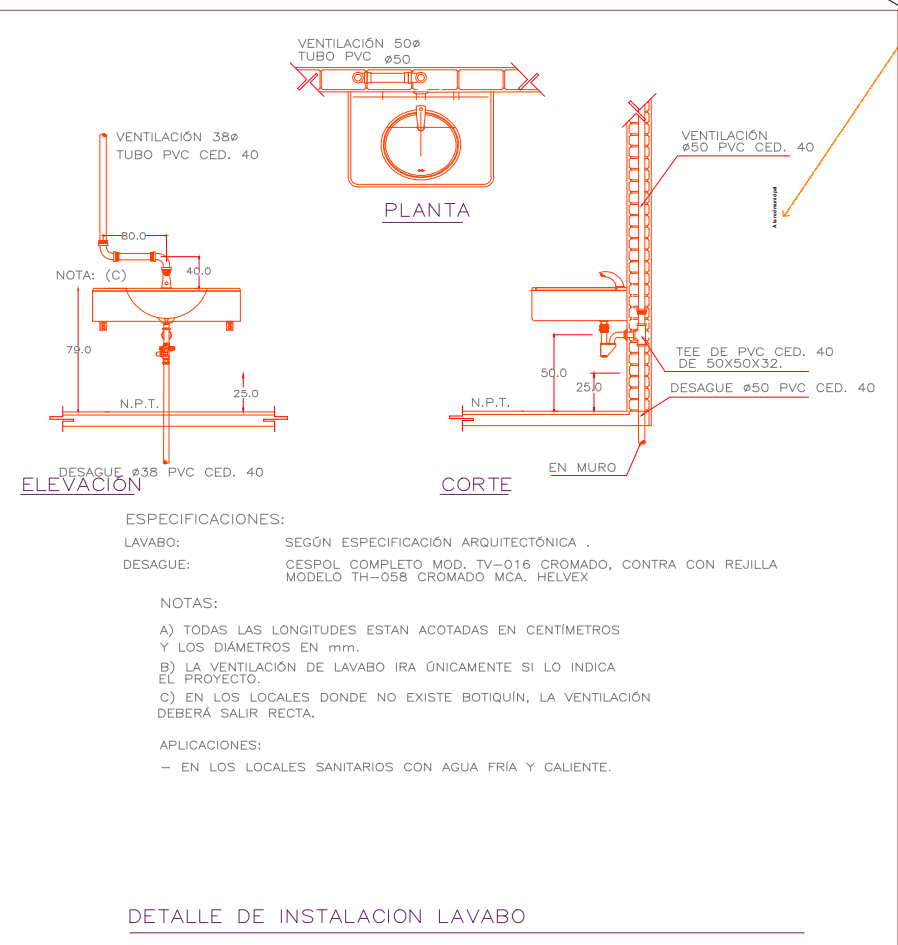 VENTILACIÓN 50ø
TUBO PVC ø50
PLANTA
VENTILACIÓN 38ø
TUBO PVC CED. 40
80.0
40.0
NOTA: (C)
79.0
25.0
N.P.T.
DESAGUE ø38 PVC CED. 40
ELEVACIÓN
VENTILACIÓN
ø50 PVC CED. 40
A la red municipal
TEE DE PVC CED. 40
DE 50X50X32.
50.0
25.0
DESAGUE ø50 PVC CED. 40
N.P.T.
EN MURO
CORTE
ESPECIFICACIONES:
LAVABO: SEGÚN ESPECIFICACIÓN ARQUITECTÓNICA .
DESAGUE: CESPOL COMPLETO MOD. TV-016 CROMADO, CONTRA CON REJILLA
MODELO TH-058 CROMADO MCA. HELVEX
NOTAS:
A) TODAS LAS LONGITUDES ESTAN ACOTADAS EN CENTÍMETROS
Y LOS DIÁMETROS EN mm.
B) LA VENTILACIÓN DE LAVABO IRA ÚNICAMENTE SI LO INDICA
EL PROYECTO.
C) EN LOS LOCALES DONDE NO EXISTE BOTIQUÍN, LA VENTILACIÓN
DEBERÁ SALIR RECTA.
APLICACIONES:
- EN LOS LOCALES SANITARIOS CON AGUA FRÍA Y CALIENTE.
DETALLE DE INSTALACION LAVABO